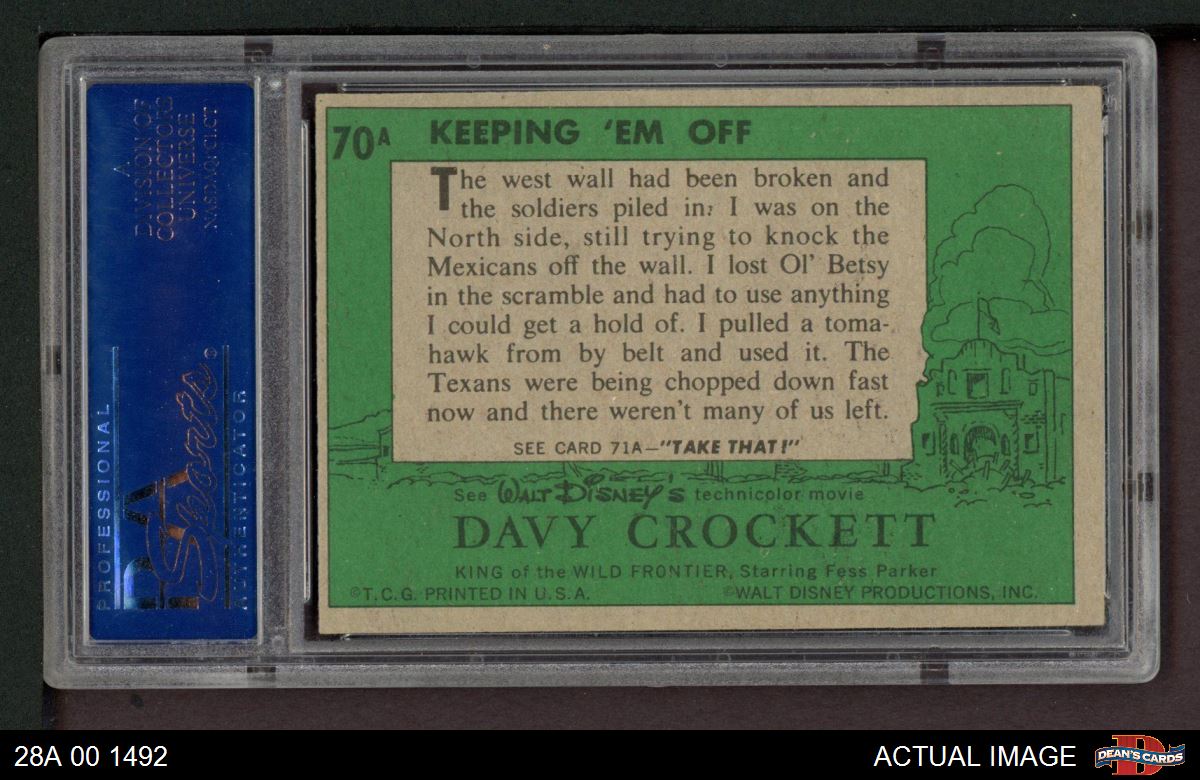 A
DIVISION OF
COLLECTORS
UNIVERSE
NASDAQ: CLCT
PROFESSIONAL
PSA
Sports®
AUTHENTICATOR
70A KEEPING 'EM OFF
The west wall had been broken and
the soldiers piled in: I was on the
North side, still trying to knock the
Mexicans off the wall. I lost Ol' Betsy
in the scramble and had to use anything
I could get a hold of. I pulled a toma-
hawk from by belt and used it. The
Texans were being chopped down fast
now and there weren't many of us left.
SEE CARD 71A—"TAKE THAT!"
See WALT DISNEY'S technicolor movie
DAVY CROCKETT
KING of the WILD FRONTIER, Starring Fess Parker
©T.C.G. PRINTED IN U.S.A. ©WALT DISNEY PRODUCTIONS, INC.
28A 00 1492
ACTUAL IMAGE
D
DEAN'S CARDS